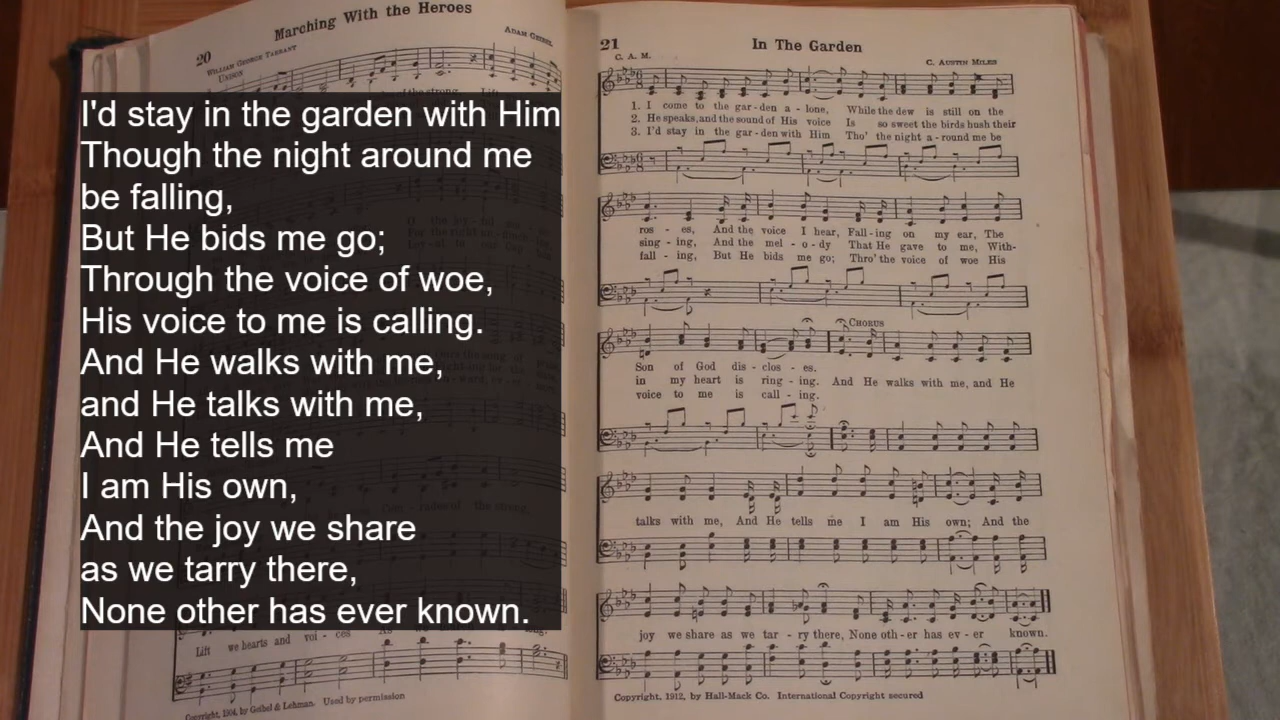 Marching With the Heroes
20
WILLIAM GEORGE TARRANT
ADAM GEIBEL
UNISON
I'd stay in the garden with Him
Though the night around me
be falling,
But He bids me go;
Through the voice of woe,
His voice to me is calling.
And He walks with me,
and He talks with me,
And He tells me
I am His own,
And the joy we share
as we tarry there,
None other has ever known.
Lift we hearts and voi - ces
Copyright, 1904, by Geibel & Lehman. Used by permission
21
In The Garden
C. A. M.
C. AUSTIN MILES
1. I come to the gar - den a - lone, While the dew is still on the
2. He speaks, and the sound of His voice Is so sweet the birds hush their
3. I'd stay in the gar - den with Him Tho' the night a - round me be
ros - es, And the voice I hear, Fall - ing on my ear, The
sing - ing, And the mel - o - dy That He gave to me, With-
fall - ing, But He bids me go; Thro' the voice of woe His
CHORUS
Son of God dis - clos - es.
in my heart is ring - ing. And He walks with me, and He
voice to me is call - ing.
talks with me, And He tells me I am His own; And the
joy we share as we tar - ry there, None oth - er has ev - er known.
Copyright, 1912, by Hall-Mack Co. International Copyright secured